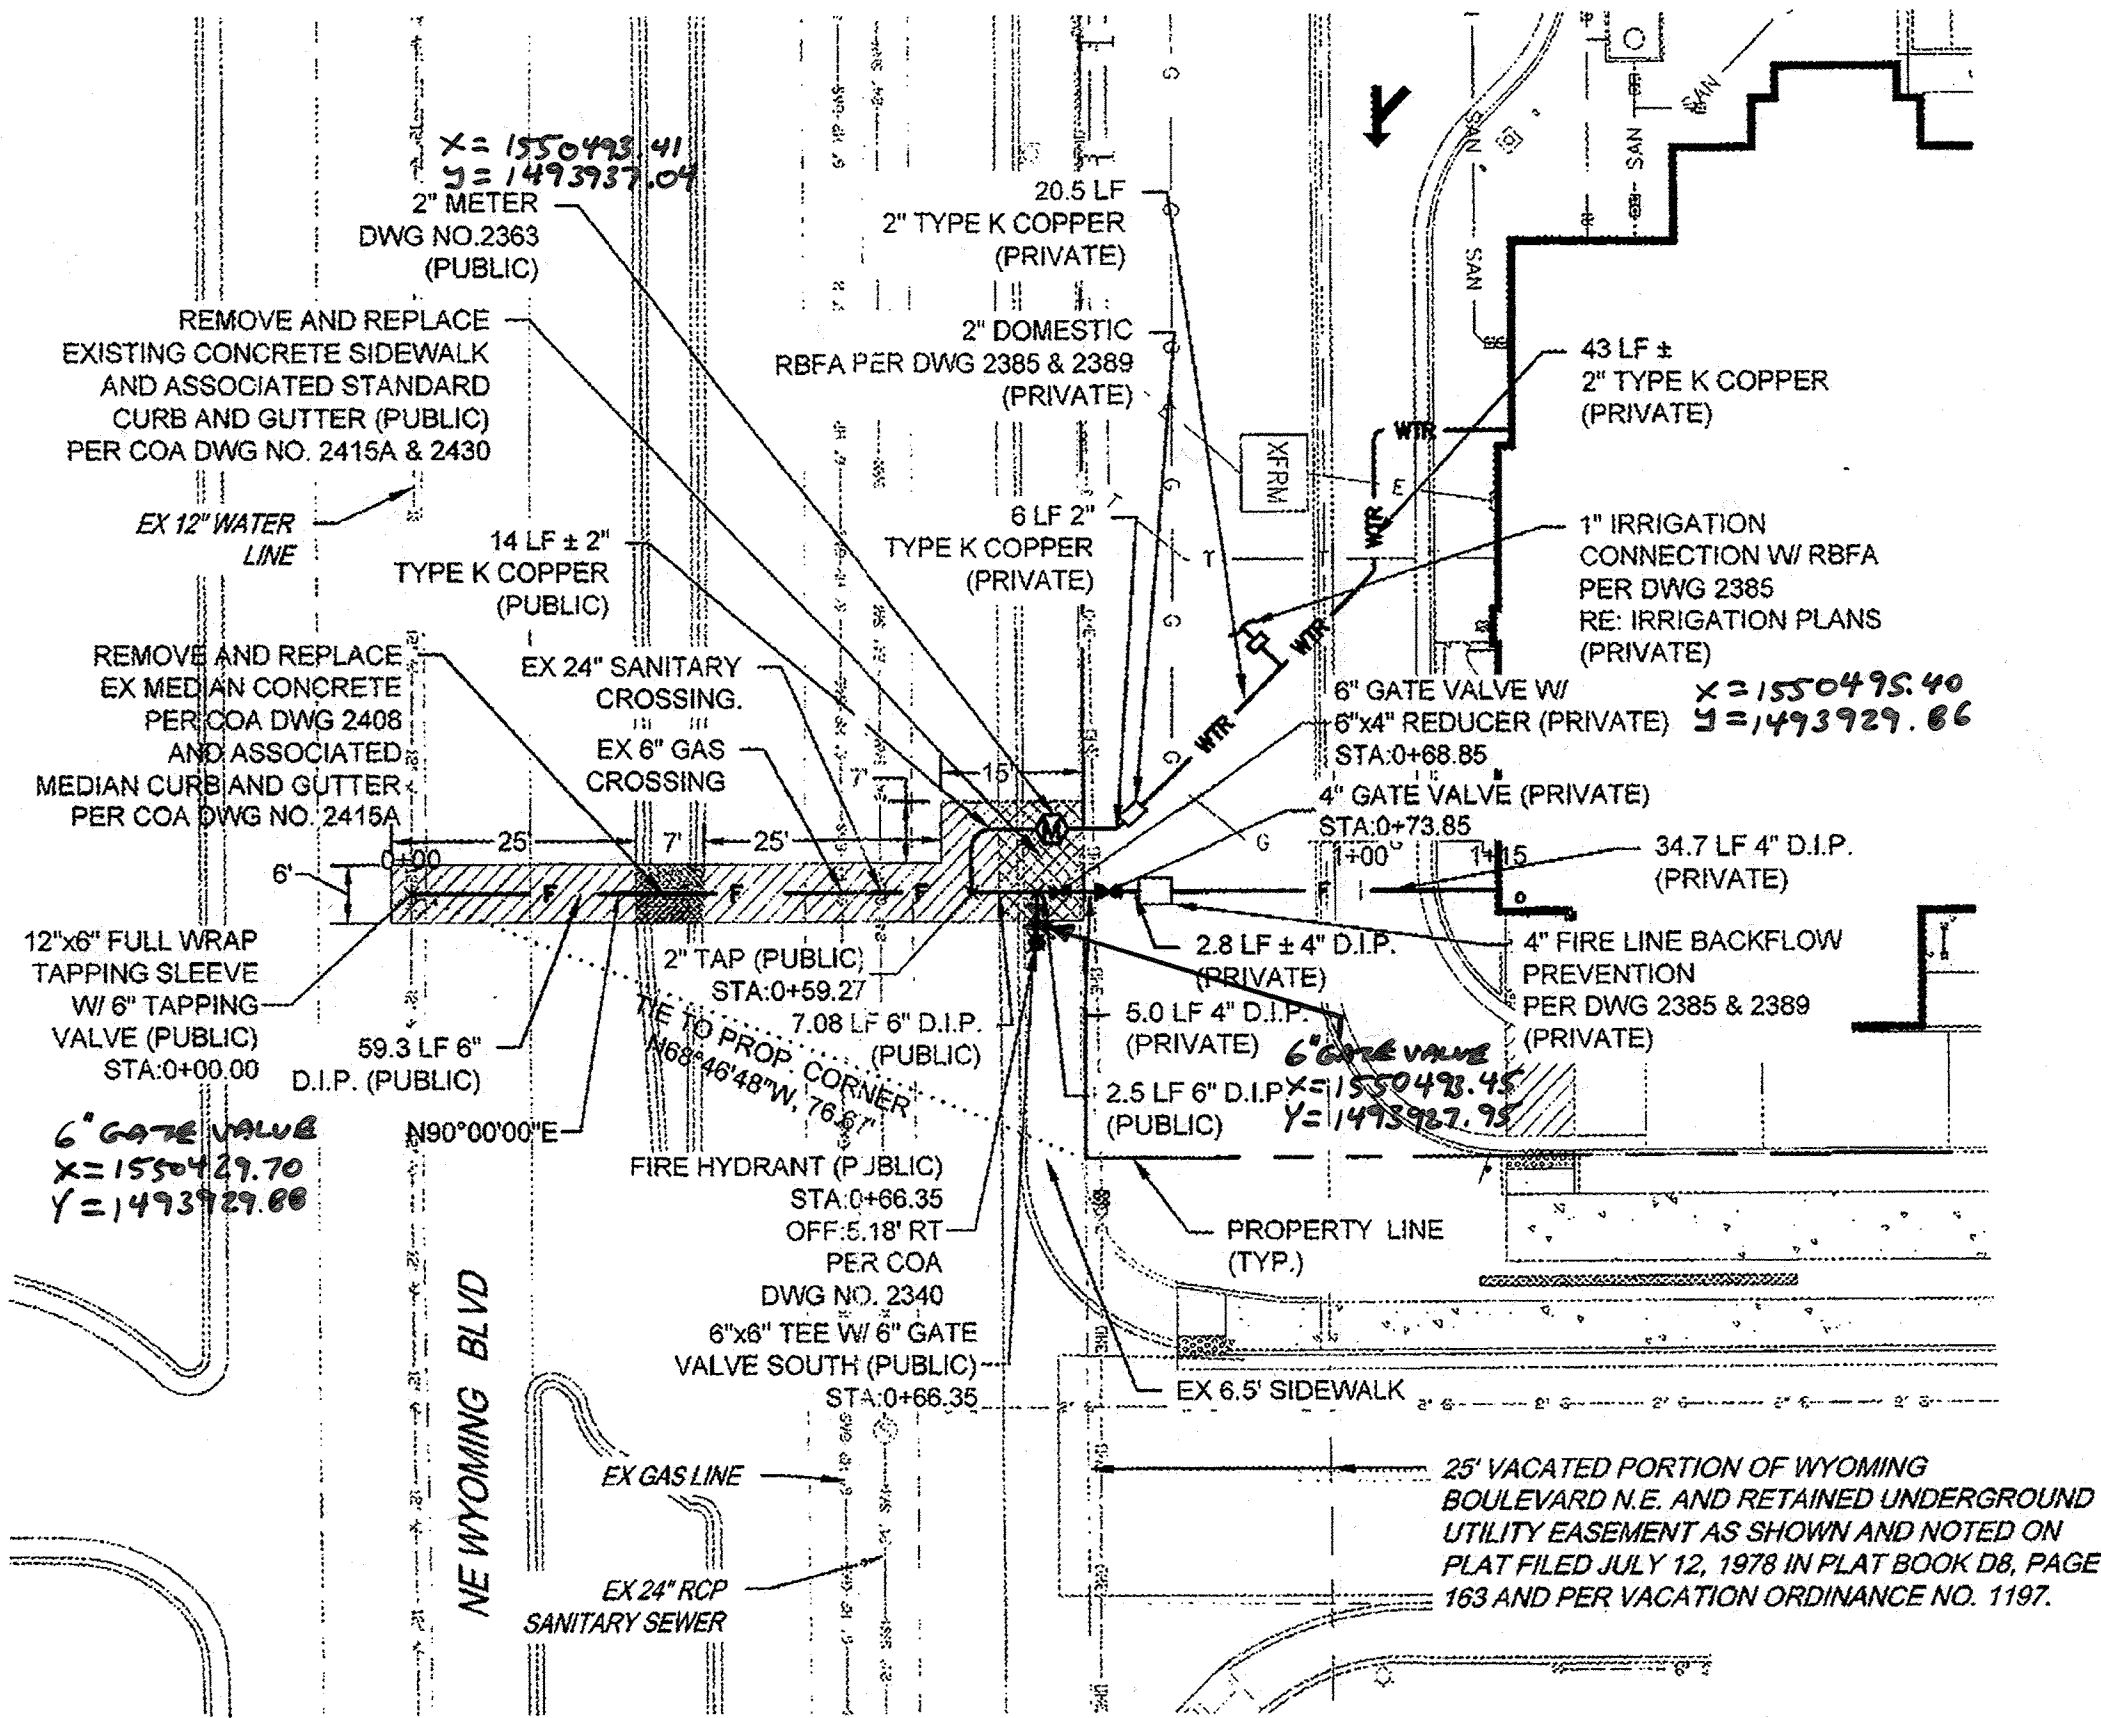 X = 1550493.41
Y = 1493937.04
2" METER
DWG NO.2363
(PUBLIC)
REMOVE AND REPLACE
EXISTING CONCRETE SIDEWALK
AND ASSOCIATED STANDARD
CURB AND GUTTER (PUBLIC)
PER COA DWG NO. 2415A & 2430
EX 12" WATER
LINE
14 LF ± 2"
TYPE K COPPER
(PUBLIC)
REMOVE AND REPLACE
EX MEDIAN CONCRETE
PER COA DWG 2408
AND ASSOCIATED
MEDIAN CURB AND GUTTER
PER COA DWG NO. 2415A
EX 24" SANITARY
CROSSING.
EX 6" GAS
CROSSING
20.5 LF
2" TYPE K COPPER
(PRIVATE)
2" DOMESTIC
RBFA PER DWG 2385 & 2389
(PRIVATE)
6 LF 2"
TYPE K COPPER
(PRIVATE)
SAN
SAN
SAN
SAN
XFRM
E
T
G
G
G
G
G
G
G
WTR
WTR
WTR
WTR
43 LF ±
2" TYPE K COPPER
(PRIVATE)
1" IRRIGATION
CONNECTION W/ RBFA
PER DWG 2385
RE: IRRIGATION PLANS
(PRIVATE)
6" GATE VALVE W/
6"x4" REDUCER (PRIVATE)
STA:0+68.85
X = 1550495.40
Y = 1493929.86
4" GATE VALVE (PRIVATE)
STA:0+73.85
1+00
1+15
34.7 LF 4" D.I.P.
(PRIVATE)
15'
7'
25'
7'
25'
0+00
6'
F
F
F
F
M
12"x6" FULL WRAP
TAPPING SLEEVE
W/ 6" TAPPING
VALVE (PUBLIC)
STA:0+00.00
6" GATE VALVE
X = 1550429.70
Y = 1493929.88
59.3 LF 6"
D.I.P. (PUBLIC)
N90°00'00"E
2" TAP (PUBLIC)
STA:0+59.27
7.08 LF 6" D.I.P.
(PUBLIC)
TIE TO PROP. CORNER
N68°46'48"W, 76.67'
2.8 LF ± 4" D.I.P.
(PRIVATE)
5.0 LF 4" D.I.P.
(PRIVATE)
2.5 LF 6" D.I.P
(PUBLIC)
6" GATE VALVE
X = 1550493.45
Y = 1493927.95
4" FIRE LINE BACKFLOW
PREVENTION
PER DWG 2385 & 2389
(PRIVATE)
FIRE HYDRANT (PUBLIC)
STA:0+66.35
OFF:5.18' RT
PER COA
DWG NO. 2340
6"x6" TEE W/ 6" GATE
VALVE SOUTH (PUBLIC)
STA:0+66.35
PROPERTY LINE
(TYP.)
EX 6.5' SIDEWALK
NE WYOMING BLVD
EX GAS LINE
EX 24" RCP
SANITARY SEWER
25' VACATED PORTION OF WYOMING
BOULEVARD N.E. AND RETAINED UNDERGROUND
UTILITY EASEMENT AS SHOWN AND NOTED ON
PLAT FILED JULY 12, 1978 IN PLAT BOOK D8, PAGE
163 AND PER VACATION ORDINANCE NO. 1197.